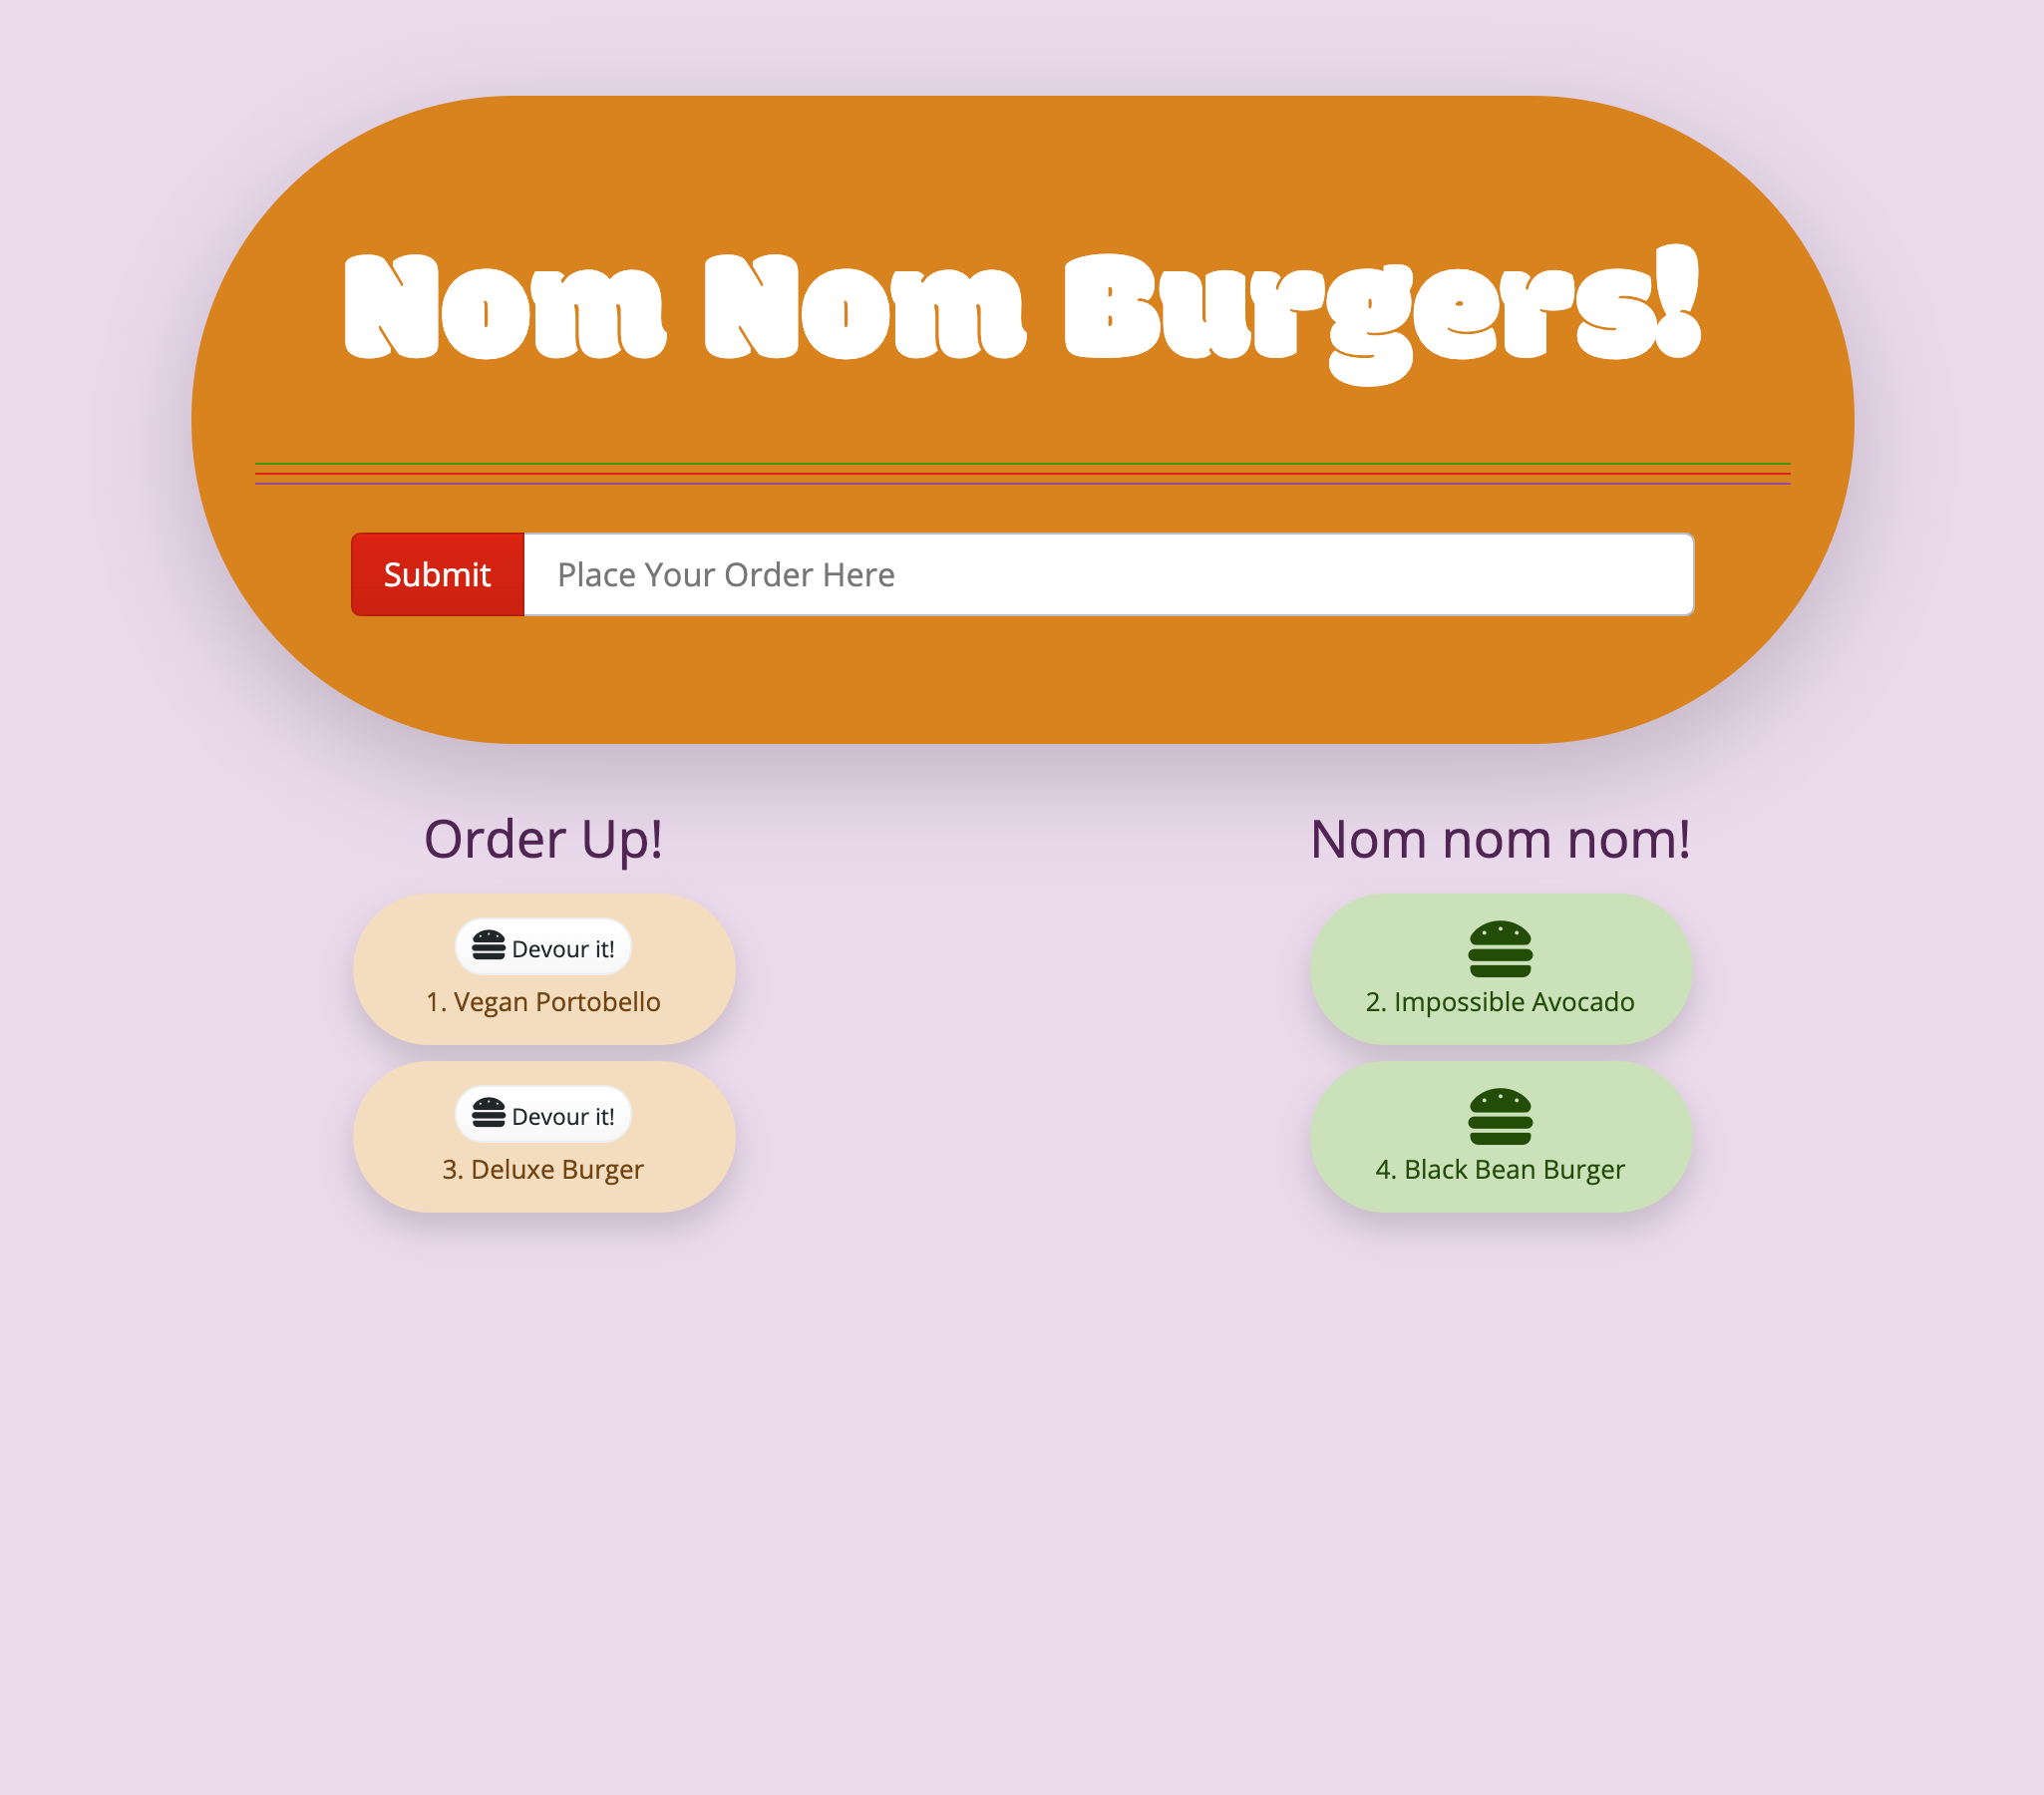 Nom Nom Burgers!
Submit
Place Your Order Here
Order Up!
Devour it!
1. Vegan Portobello
Devour it!
3. Deluxe Burger
Nom nom nom!
2. Impossible Avocado
4. Black Bean Burger